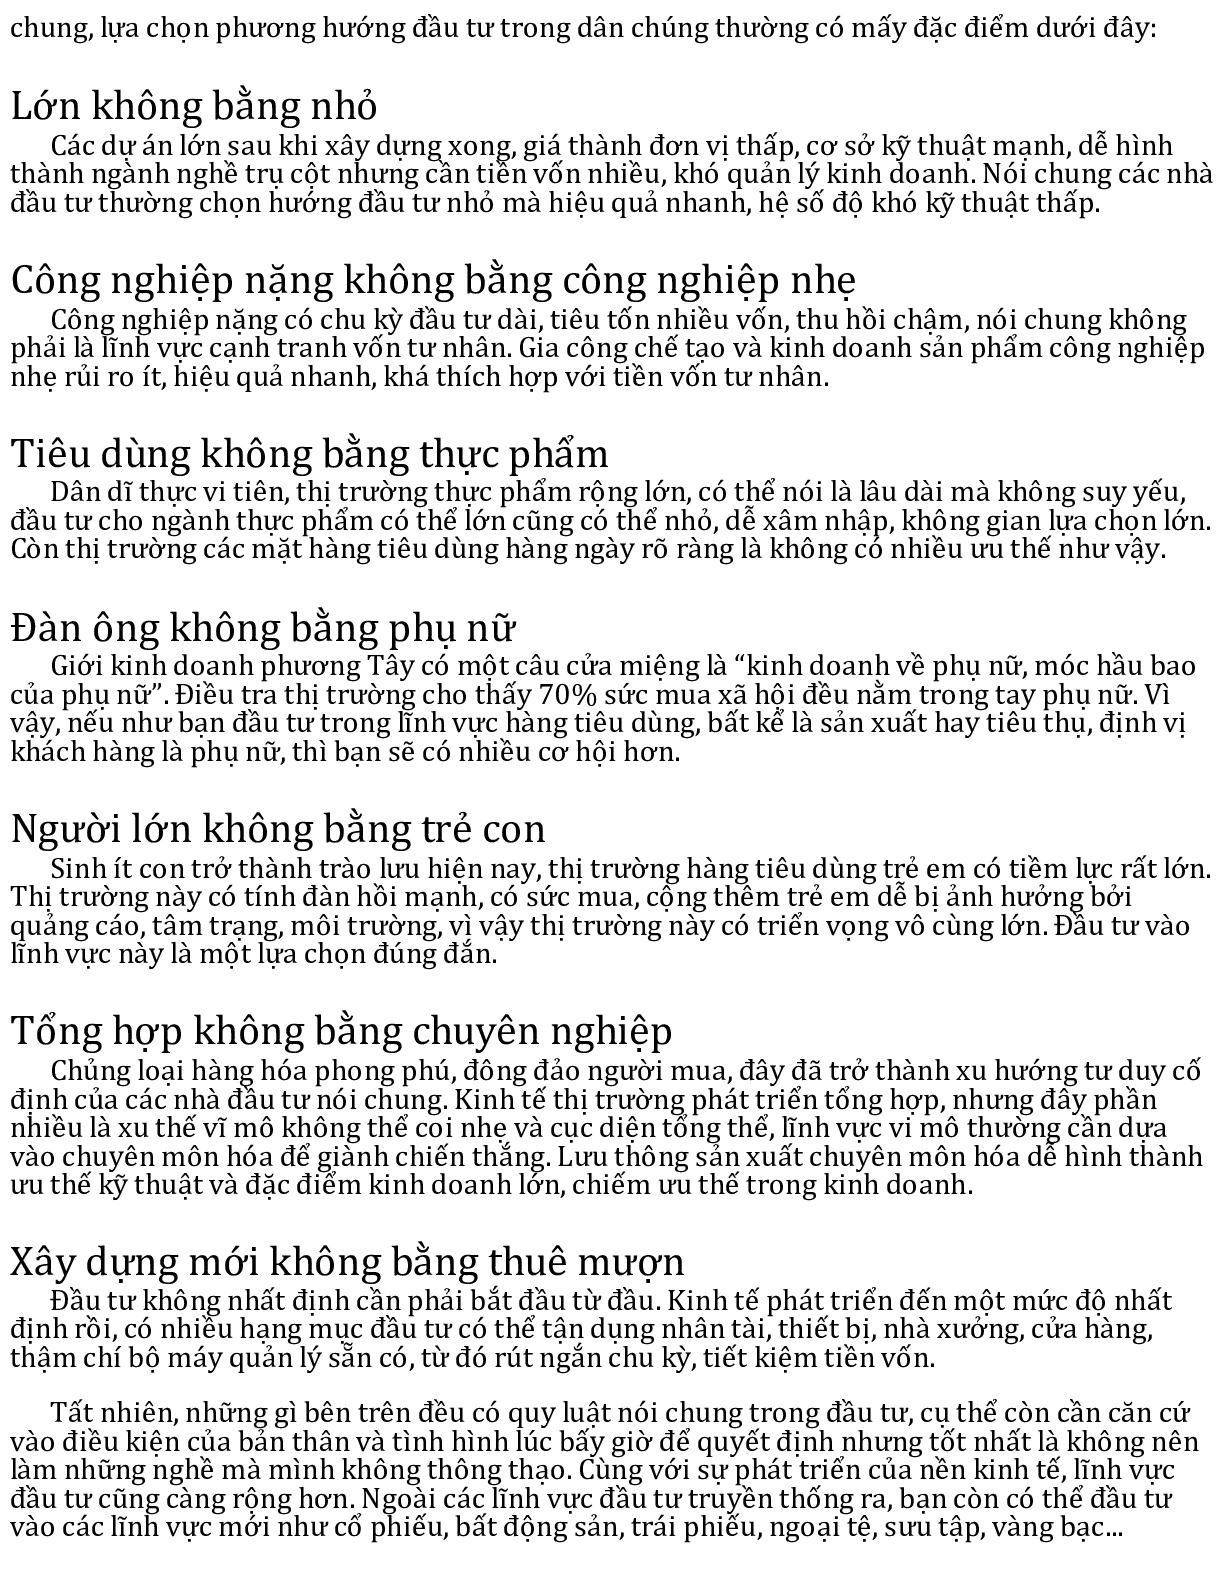 chung, lựa chọn phương hướng đầu tư trong dân chúng thường có mấy đặc điểm dưới đây:
Lớn không bằng nhỏ
Các dự án lớn sau khi xây dựng xong, giá thành đơn vị thấp, cơ sở kỹ thuật mạnh, dễ hình
thành ngành nghề trụ cột nhưng cần tiền vốn nhiều, khó quản lý kinh doanh. Nói chung các nhà
đầu tư thường chọn hướng đầu tư nhỏ mà hiệu quả nhanh, hệ số độ khó kỹ thuật thấp.
Công nghiệp nặng không bằng công nghiệp nhẹ
Công nghiệp nặng có chu kỳ đầu tư dài, tiêu tốn nhiều vốn, thu hồi chậm, nói chung không
phải là lĩnh vực cạnh tranh vốn tư nhân. Gia công chế tạo và kinh doanh sản phẩm công nghiệp
nhẹ rủi ro ít, hiệu quả nhanh, khá thích hợp với tiền vốn tư nhân.
Tiêu dùng không bằng thực phẩm
Dân dĩ thực vi tiên, thị trường thực phẩm rộng lớn, có thể nói là lâu dài mà không suy yếu,
đầu tư cho ngành thực phẩm có thể lớn cũng có thể nhỏ, dễ xâm nhập, không gian lựa chọn lớn.
Còn thị trường các mặt hàng tiêu dùng hàng ngày rõ ràng là không có nhiều ưu thế như vậy.
Đàn ông không bằng phụ nữ
Giới kinh doanh phương Tây có một câu cửa miệng là “kinh doanh về phụ nữ, móc hầu bao
của phụ nữ”. Điều tra thị trường cho thấy 70% sức mua xã hội đều nằm trong tay phụ nữ. Vì
vậy, nếu như bạn đầu tư trong lĩnh vực hàng tiêu dùng, bất kể là sản xuất hay tiêu thụ, định vị
khách hàng là phụ nữ, thì bạn sẽ có nhiều cơ hội hơn.
Người lớn không bằng trẻ con
Sinh ít con trở thành trào lưu hiện nay, thị trường hàng tiêu dùng trẻ em có tiềm lực rất lớn.
Thị trường này có tính đàn hồi mạnh, có sức mua, cộng thêm trẻ em dễ bị ảnh hưởng bởi
quảng cáo, tâm trạng, môi trường, vì vậy thị trường này có triển vọng vô cùng lớn. Đầu tư vào
lĩnh vực này là một lựa chọn đúng đắn.
Tổng hợp không bằng chuyên nghiệp
Chủng loại hàng hóa phong phú, đông đảo người mua, đây đã trở thành xu hướng tư duy cố
định của các nhà đầu tư nói chung. Kinh tế thị trường phát triển tổng hợp, nhưng đây phần
nhiều là xu thế vĩ mô không thể coi nhẹ và cục diện tổng thể, lĩnh vực vi mô thường cần dựa
vào chuyên môn hóa để giành chiến thắng. Lưu thông sản xuất chuyên môn hóa dễ hình thành
ưu thế kỹ thuật và đặc điểm kinh doanh lớn, chiếm ưu thế trong kinh doanh.
Xây dựng mới không bằng thuê mượn
Đầu tư không nhất định cần phải bắt đầu từ đầu. Kinh tế phát triển đến một mức độ nhất
định rồi, có nhiều hạng mục đầu tư có thể tận dụng nhân tài, thiết bị, nhà xưởng, cửa hàng,
thậm chí bộ máy quản lý sẵn có, từ đó rút ngắn chu kỳ, tiết kiệm tiền vốn.
Tất nhiên, những gì bên trên đều có quy luật nói chung trong đầu tư, cụ thể còn cần căn cứ
vào điều kiện của bản thân và tình hình lúc bấy giờ để quyết định nhưng tốt nhất là không nên
làm những nghề mà mình không thông thạo. Cùng với sự phát triển của nền kinh tế, lĩnh vực
đầu tư cũng càng rộng hơn. Ngoài các lĩnh vực đầu tư truyền thống ra, bạn còn có thể đầu tư
vào các lĩnh vực mới như cổ phiếu, bất động sản, trái phiếu, ngoại tệ, sưu tập, vàng bạc...